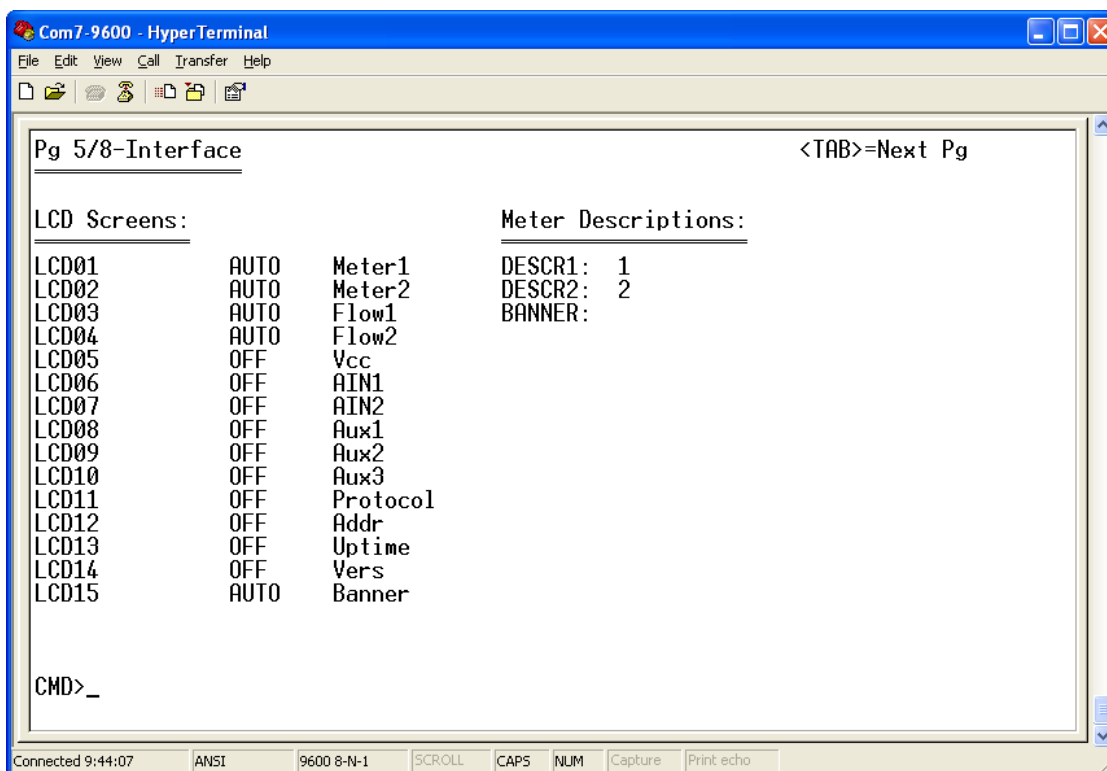 Com7-9600 - HyperTerminal
File Edit View Call Transfer Help
Pg 5/8-Interface <TAB>=Next Pg
LCD Screens: Meter Descriptions:
LCD01 AUTO Meter1 DESCR1: 1
LCD02 AUTO Meter2 DESCR2: 2
LCD03 AUTO Flow1 BANNER:
LCD04 AUTO Flow2
LCD05 OFF Vcc
LCD06 OFF AIN1
LCD07 OFF AIN2
LCD08 OFF Aux1
LCD09 OFF Aux2
LCD10 OFF Aux3
LCD11 OFF Protocol
LCD12 OFF Addr
LCD13 OFF Uptime
LCD14 OFF Vers
LCD15 AUTO Banner
CMD>_
Connected 9:44:07 ANSI 9600 8-N-1 SCROLL CAPS NUM Capture Print echo